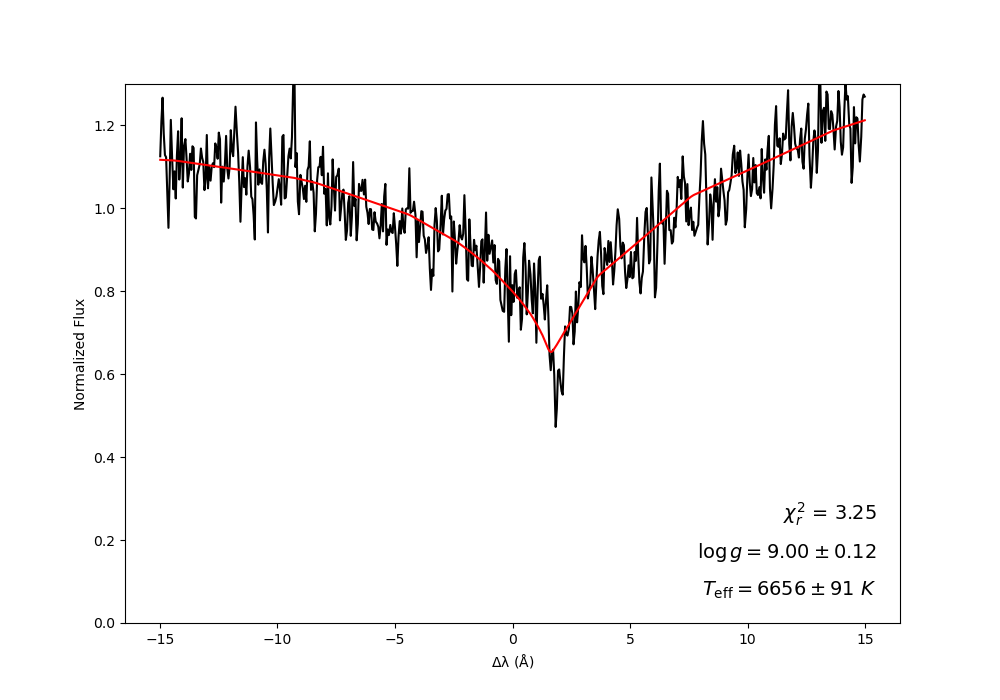 1.2
1.0
0.8
0.6
0.4
0.2
0.0
Normalized Flux
χ²ᵣ = 3.25
log g = 9.00 ± 0.12
T_eff = 6656 ± 91 K
−15 −10 −5 0 5 10 15
Δλ (Å)